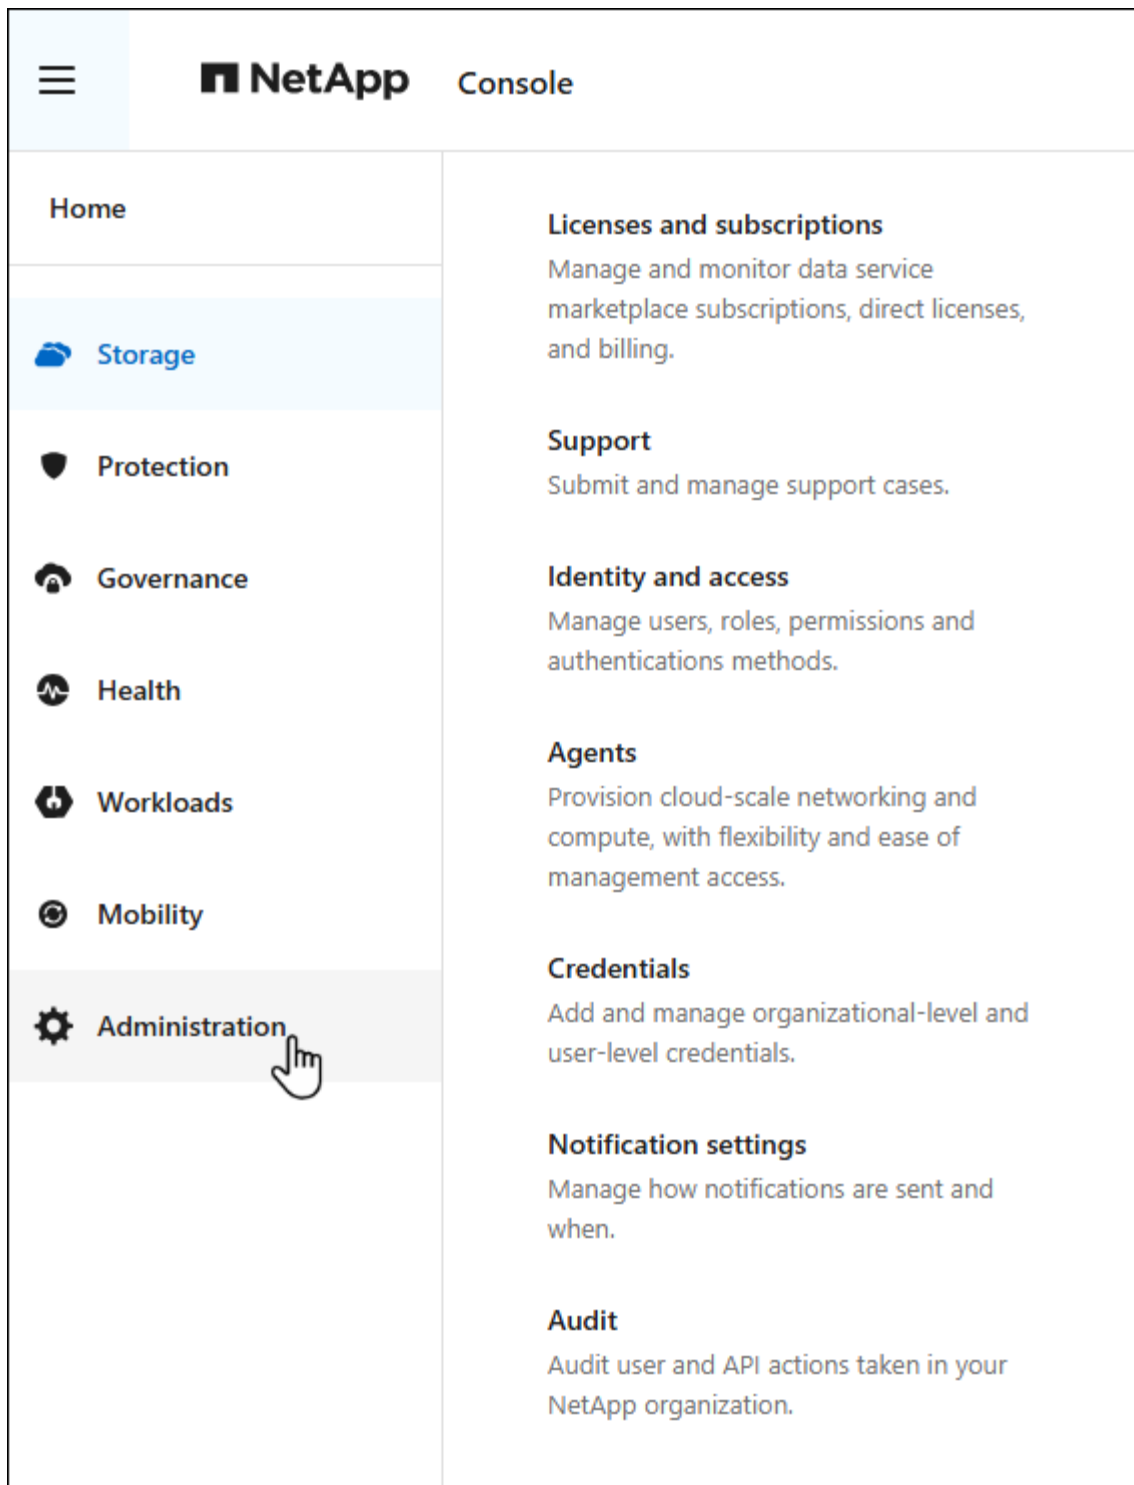 NetApp Console
Home
Storage
Protection
Governance
Health
Workloads
Mobility
Administration
Licenses and subscriptions
Manage and monitor data service
marketplace subscriptions, direct licenses,
and billing.
Support
Submit and manage support cases.
Identity and access
Manage users, roles, permissions and
authentications methods.
Agents
Provision cloud-scale networking and
compute, with flexibility and ease of
management access.
Credentials
Add and manage organizational-level and
user-level credentials.
Notification settings
Manage how notifications are sent and
when.
Audit
Audit user and API actions taken in your
NetApp organization.